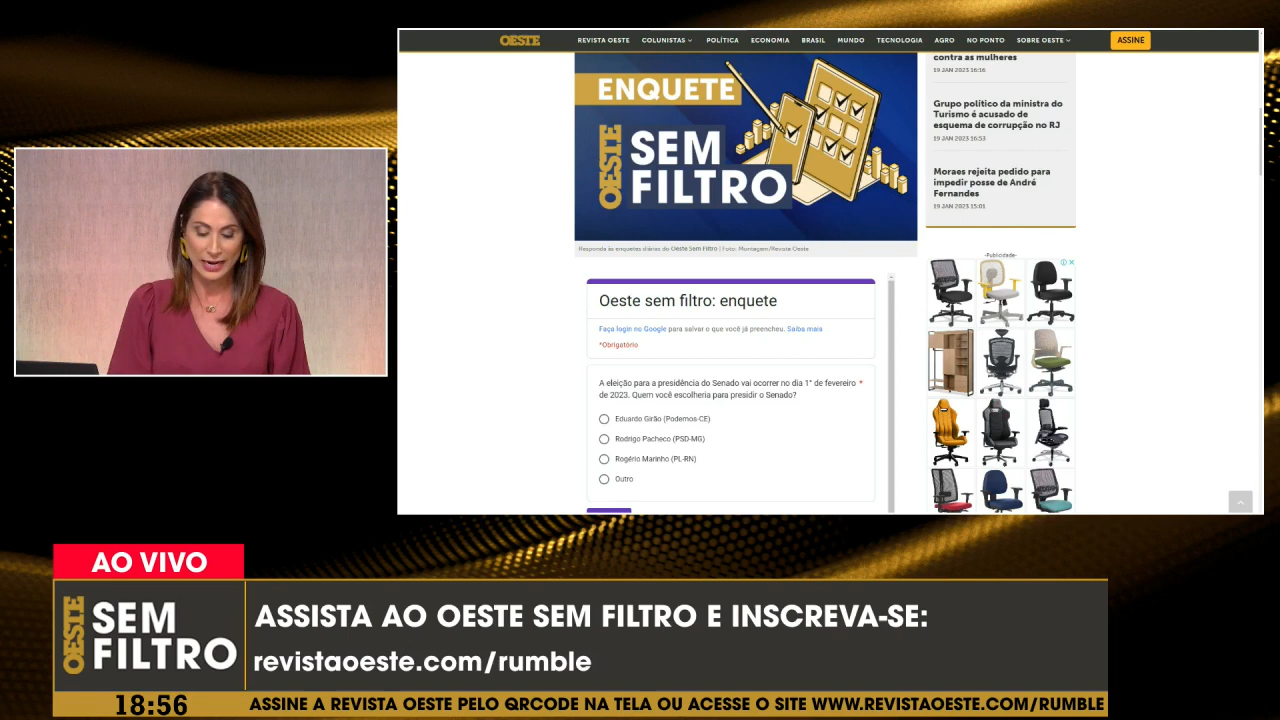 OESTE
REVISTA OESTE
COLUNISTAS
POLÍTICA
ECONOMIA
BRASIL
MUNDO
TECNOLOGIA
AGRO
NO PONTO
SOBRE OESTE
ASSINE
ENQUETE
OESTE
SEM
FILTRO
Responda às enquetes diárias do Oeste Sem Filtro | Foto: Montagem/Revista Oeste
contra as mulheres
19 JAN 2023 16:16
Grupo político da ministra do
Turismo é acusado de
esquema de corrupção no RJ
19 JAN 2023 16:53
Moraes rejeita pedido para
impedir posse de André
Fernandes
19 JAN 2023 15:01
-Publicidade-
Oeste sem filtro: enquete
Faça login no Google para salvar o que você já preencheu. Saiba mais
*Obrigatório
A eleição para a presidência do Senado vai ocorrer no dia 1° de fevereiro *
de 2023. Quem você escolheria para presidir o Senado?
Eduardo Girão (Podemos-CE)
Rodrigo Pacheco (PSD-MG)
Rogério Marinho (PL-RN)
Outro
AO VIVO
OESTE
SEM
FILTRO
ASSISTA AO OESTE SEM FILTRO E INSCREVA-SE:
revistaoeste.com/rumble
18:56
ASSINE A REVISTA OESTE PELO QRCODE NA TELA OU ACESSE O SITE WWW.REVISTAOESTE.COM/RUMBLE